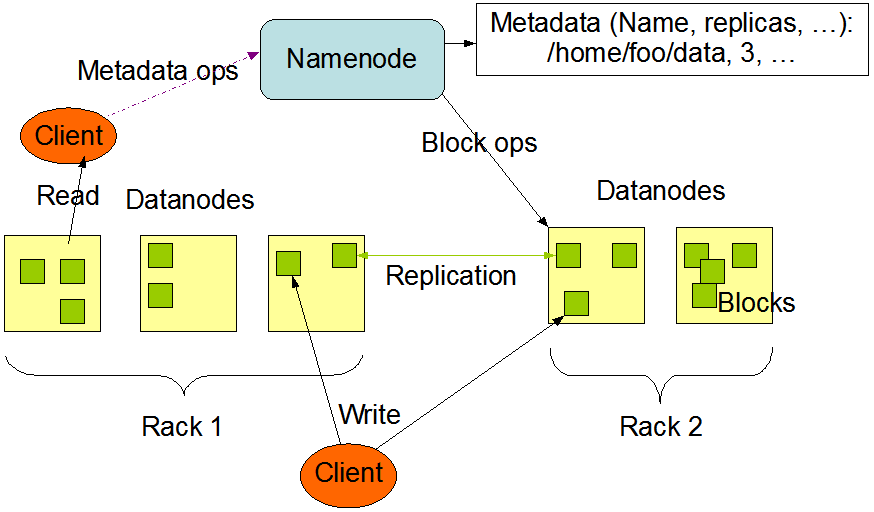 Metadata (Name, replicas, …):
/home/foo/data, 3, …
Namenode
Metadata ops
Client
Block ops
Read
Datanodes
Datanodes
Replication
Blocks
Rack 1
Write
Rack 2
Client